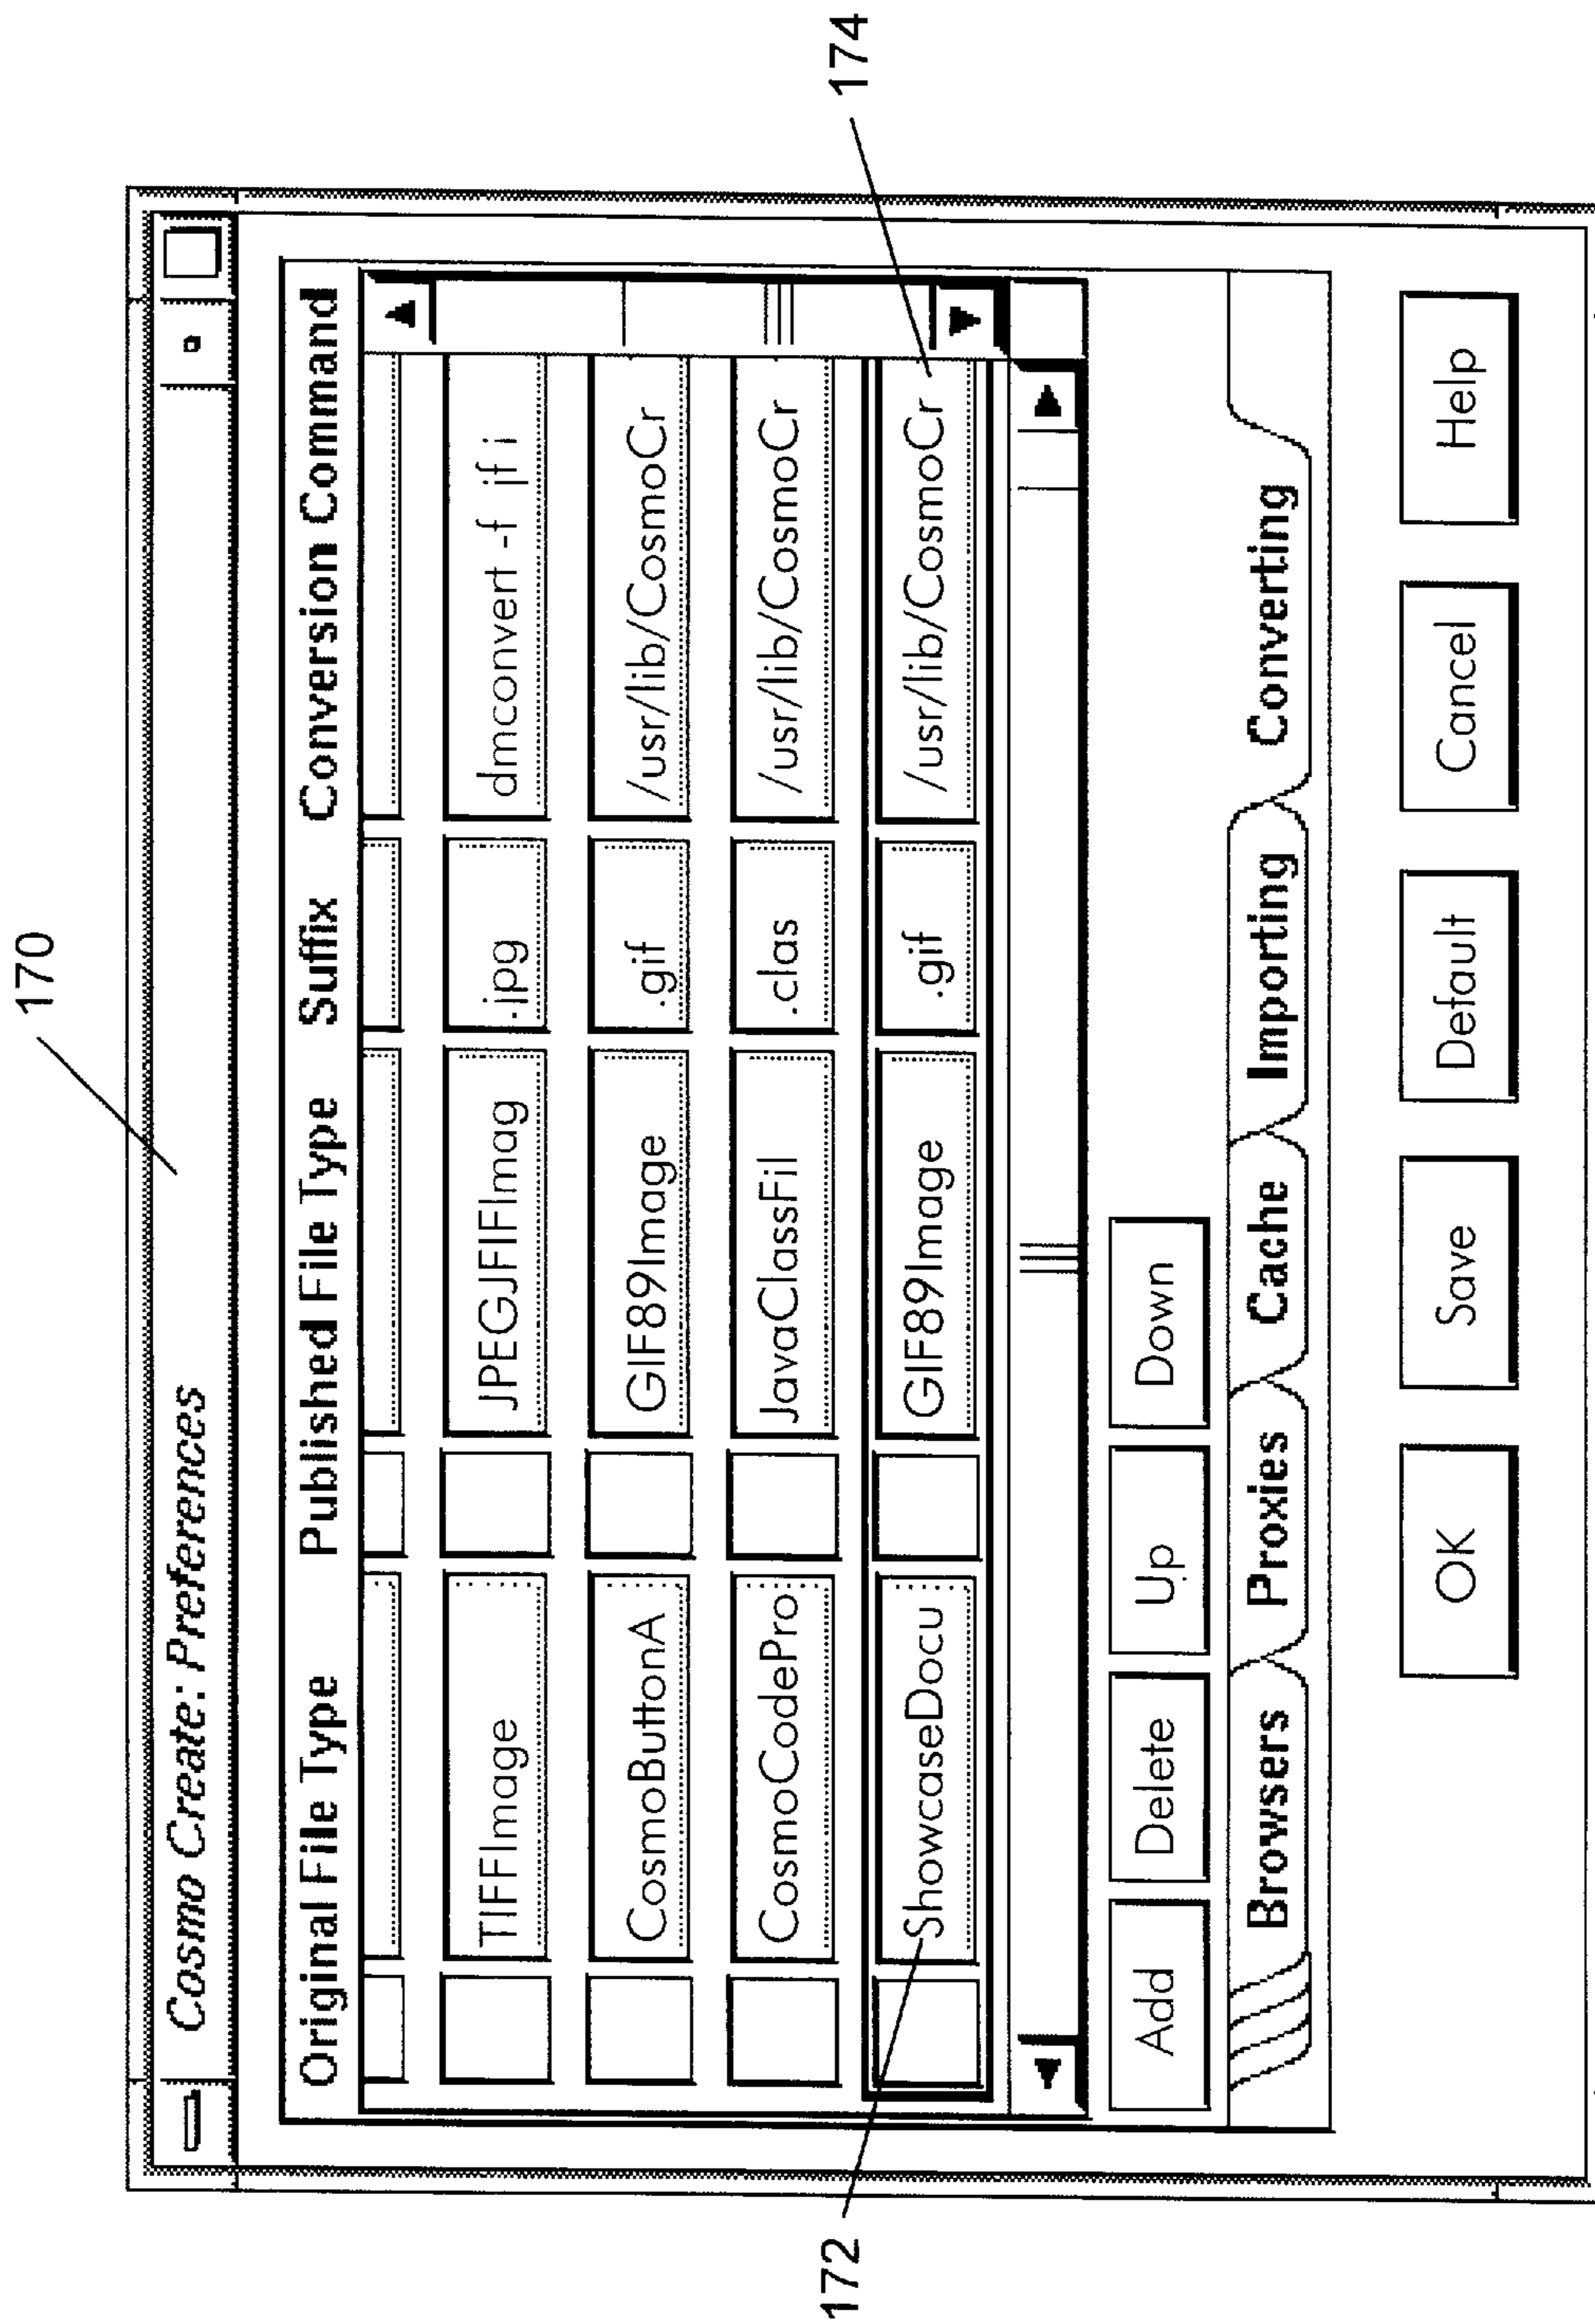 170
Cosmo Create: Preferences
Original File Type Published File Type Suffix Conversion Command
TIFFImage JPEGJFIFImag .jpg dmconvert -f jfi
CosmoButtonA GIF89Image .gif /usr/lib/CosmoCr
CosmoCodePro JavaClassFil .clas /usr/lib/CosmoCr
ShowcaseDocu GIF89Image .gif /usr/lib/CosmoCr
172
174
Add Delete Up Down
Browsers Proxies Cache Importing Converting
OK Save Default Cancel Help